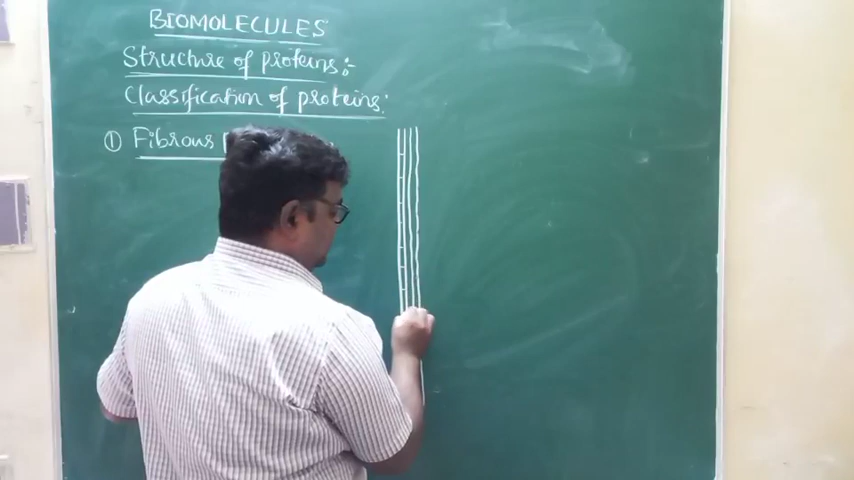 BIOMOLECULES
Structure of proteins:-
Classification of proteins:
① Fibrous